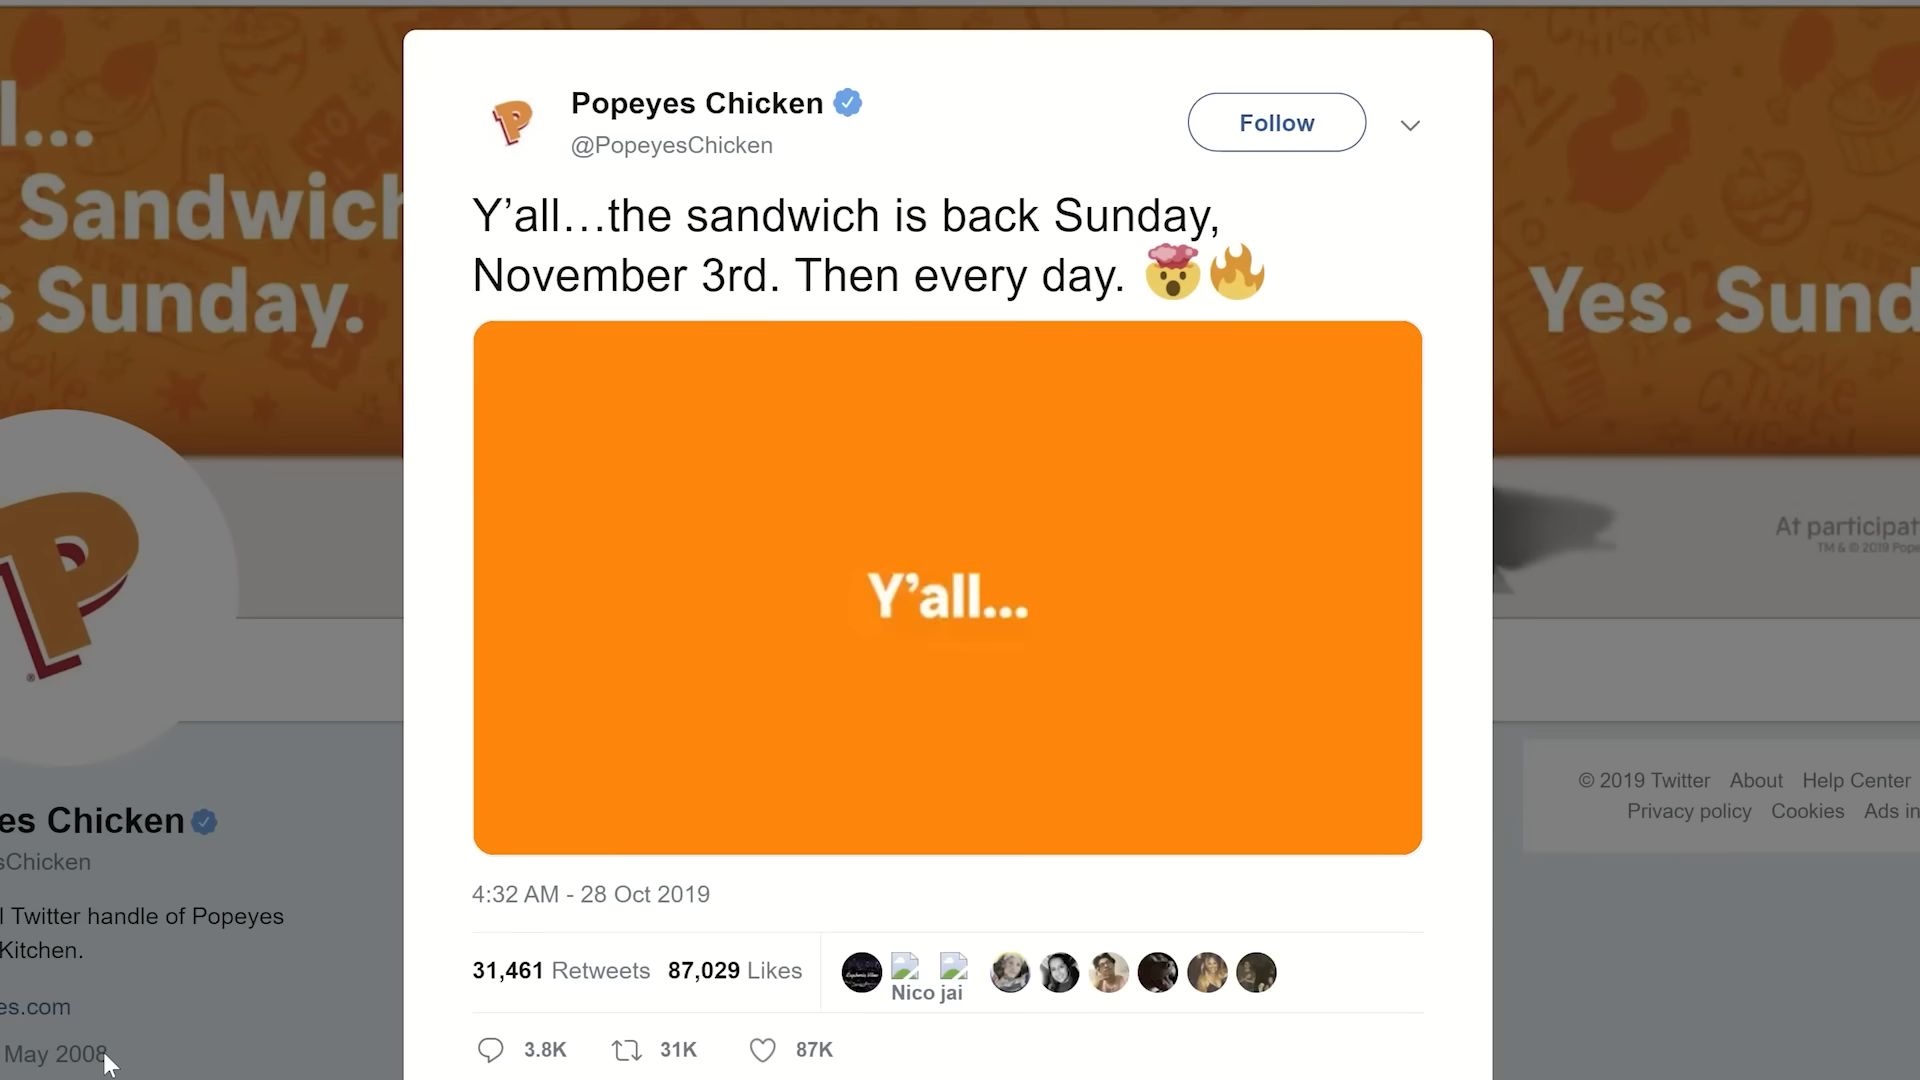 l...
Sandwich
s Sunday.
Yes. Sund
Popeyes Chicken
@PopeyesChicken
Follow
Y’all…the sandwich is back Sunday,
November 3rd. Then every day.
Y’all...
4:32 AM - 28 Oct 2019
31,461 Retweets 87,029 Likes
Nico jai
3.8K 31K 87K
es Chicken
sChicken
l Twitter handle of Popeyes
Kitchen.
es.com
May 2008
At participat
TM & © 2019 Pope
© 2019 Twitter About Help Center
Privacy policy Cookies Ads in